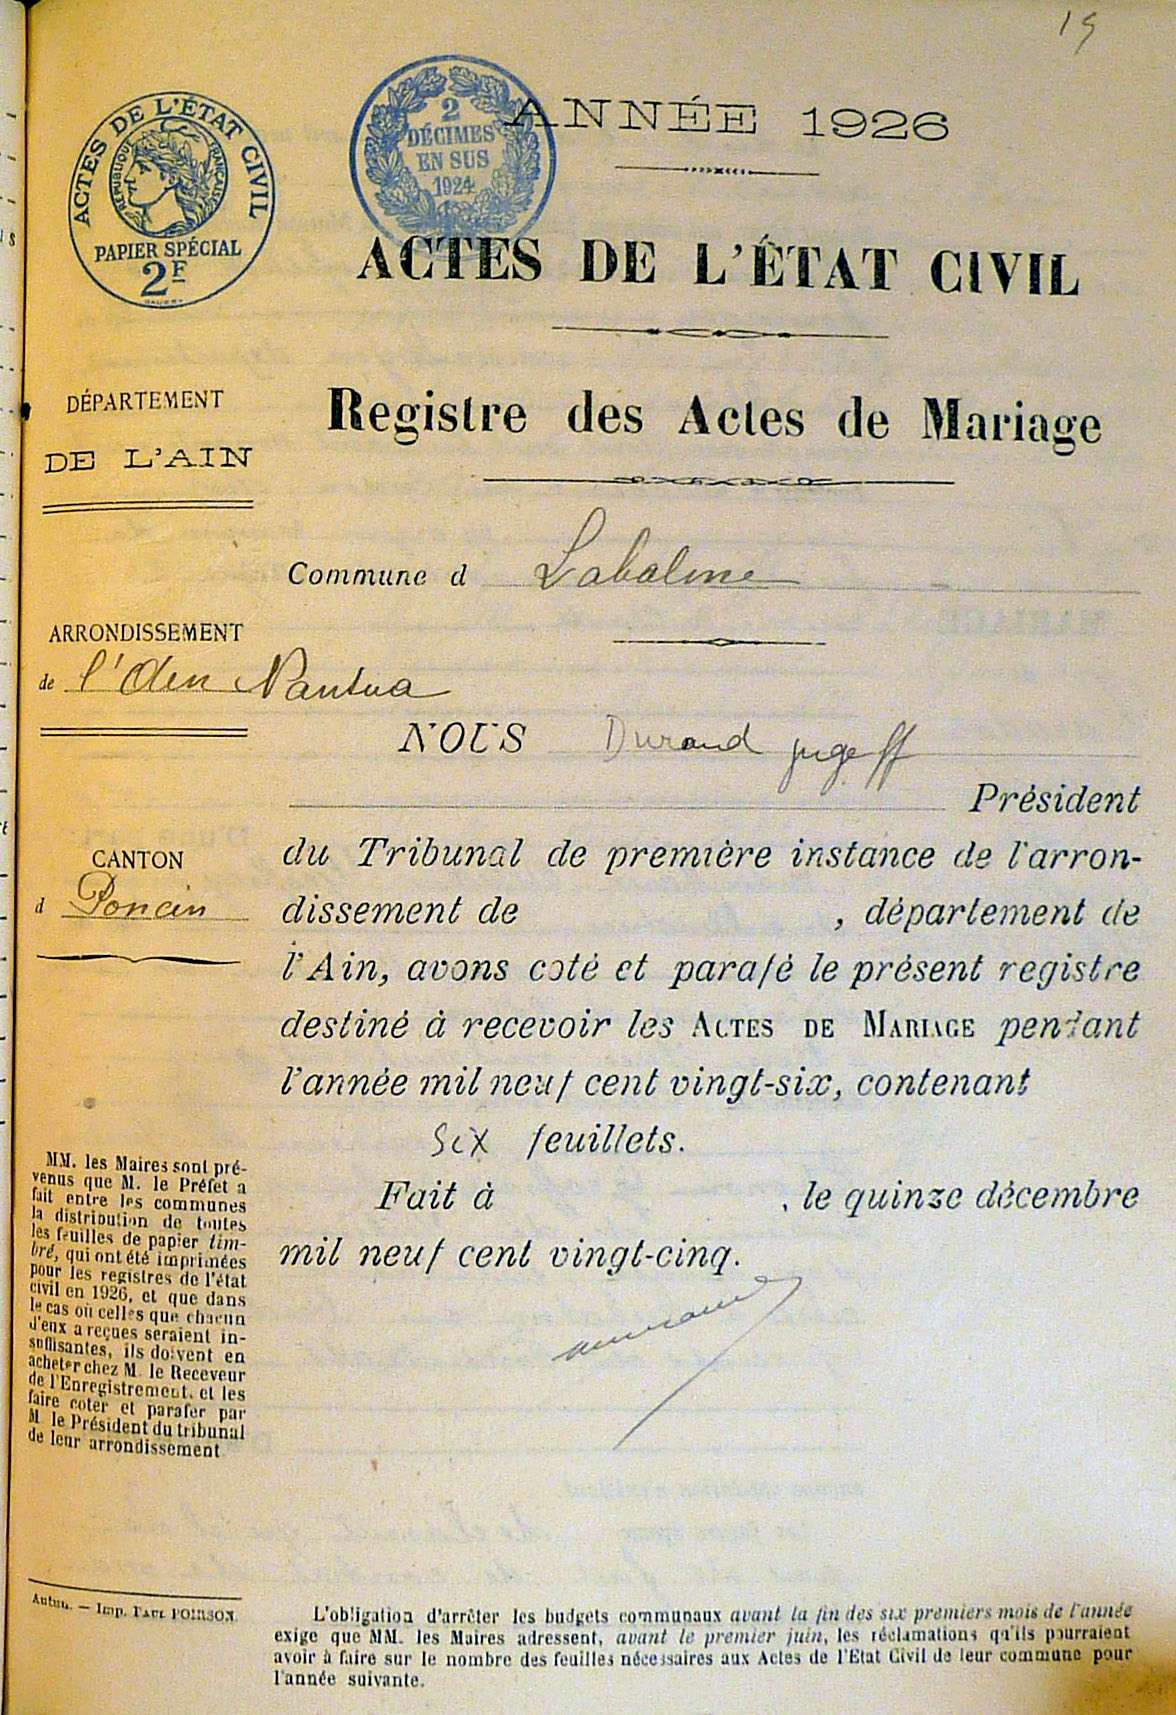 19
ACTES DE L'ÉTAT CIVIL
RÉPUBLIQUE FRANÇAISE
PAPIER SPÉCIAL
2F
2
DÉCIMES
EN SUS
1924
ANNÉE 1926
ACTES DE L'ÉTAT CIVIL
Registre des Actes de Mariage
DÉPARTEMENT
DE L'AIN
Commune d Labalme
ARRONDISSEMENT
de l'Ain Nantua
NOUS Durand juge ff
Président
du Tribunal de première instance de l'arron-
dissement de , département de
l'Ain, avons coté et parafé le présent registre
destiné à recevoir les ACTES DE MARIAGE pendant
l'année mil neuf cent vingt-six, contenant
Six feuillets.
Fait à , le quinze décembre
mil neuf cent vingt-cinq.
CANTON
d Poncin
MM. les Maires sont pré-
venus que M. le Préfet a
fait entre les communes
la distribution de toutes
les feuilles de papier tim-
bré, qui ont été imprimées
pour les registres de l'état
civil en 1926, et que dans
le cas où celles que chacun
d'eux a reçues seraient in-
suffisantes, ils doivent en
acheter chez M. le Receveur
de l'Enregistrement, et les
faire coter et parafer par
M. le Président du tribunal
de leur arrondissement
Autun. — Imp. PAUL POIRSON.
L'obligation d'arrêter les budgets communaux avant la fin des six premiers mois de l'année
exige que MM. les Maires adressent, avant le premier juin, les réclamations qu'ils pourraient
avoir à faire sur le nombre des feuilles nécessaires aux Actes de l'Etat Civil de leur commune pour
l'année suivante.